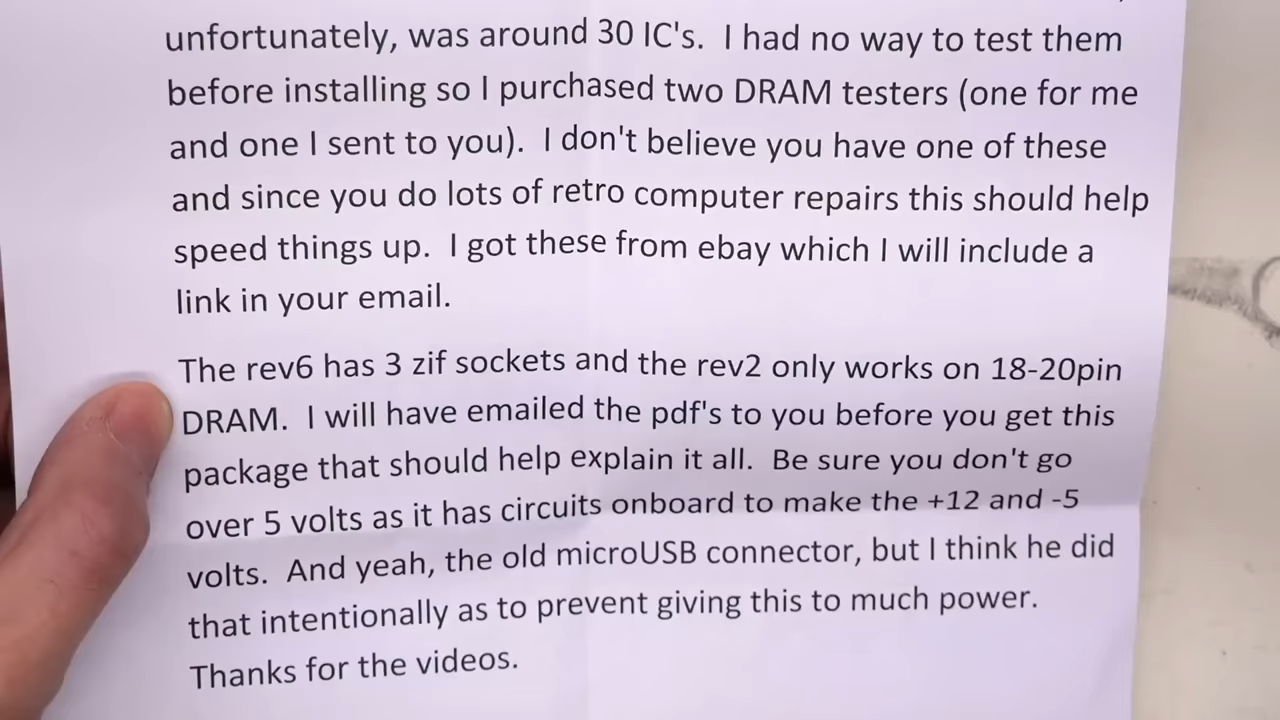 unfortunately, was around 30 IC's.  I had no way to test them
before installing so I purchased two DRAM testers (one for me
and one I sent to you).  I don't believe you have one of these
and since you do lots of retro computer repairs this should help
speed things up.  I got these from ebay which I will include a
link in your email.
The rev6 has 3 zif sockets and the rev2 only works on 18-20pin
DRAM.  I will have emailed the pdf's to you before you get this
package that should help explain it all.  Be sure you don't go
over 5 volts as it has circuits onboard to make the +12 and -5
volts.  And yeah, the old microUSB connector, but I think he did
that intentionally as to prevent giving this to much power.
Thanks for the videos.